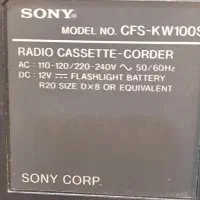 SONY
MODEL NO. CFS-KW100S
RADIO CASSETTE-CORDER
AC : 110-120/220-240V ∿ 50/60Hz
DC : 12V ⎓ FLASHLIGHT BATTERY
R20 SIZE D×8 OR EQUIVALENT
SONY CORP.